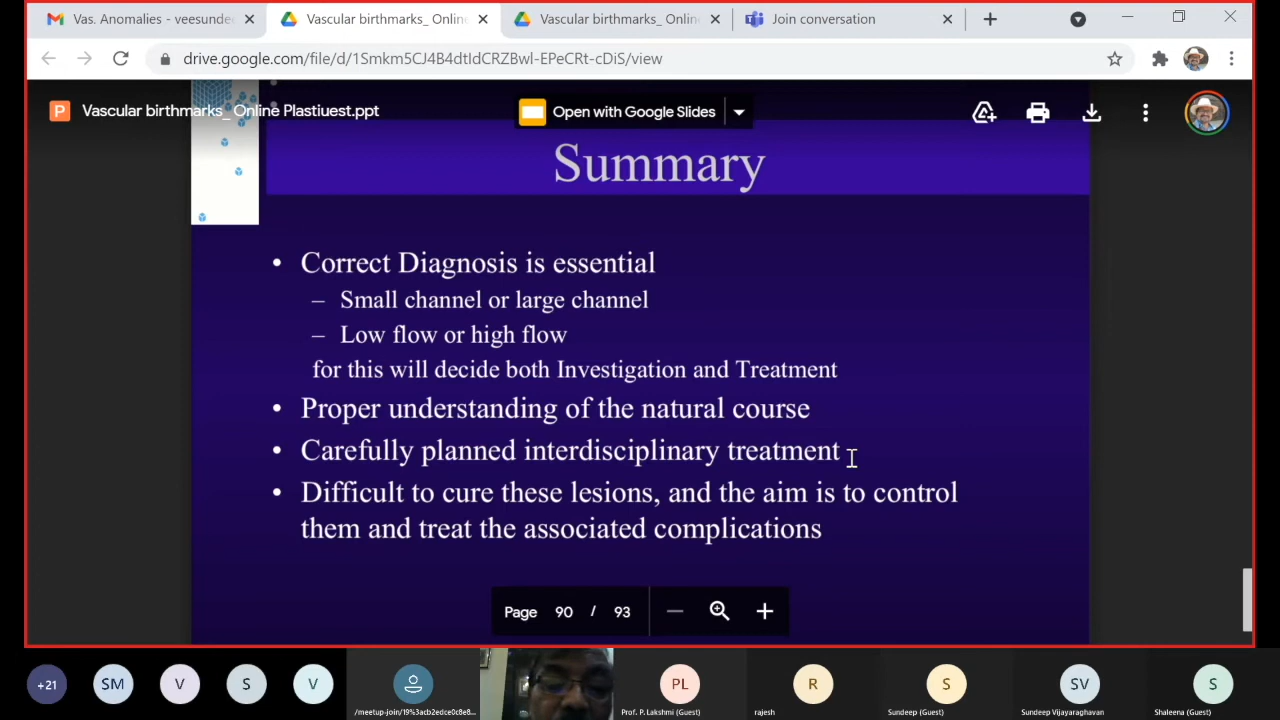 Vas. Anomalies - veesunde
Vascular birthmarks_ Onlin
Vascular birthmarks_ Onlin
Join conversation
drive.google.com/file/d/1Smkm5CJ4B4dtIdCRZBwl-EPeCRt-cDiS/view
P
Vascular birthmarks_ Online Plastiuest.ppt
Open with Google Slides
Summary
• Correct Diagnosis is essential
– Small channel or large channel
– Low flow or high flow
for this will decide both Investigation and Treatment
• Proper understanding of the natural course
• Carefully planned interdisciplinary treatment
• Difficult to cure these lesions, and the aim is to control
them and treat the associated complications
Page 90 / 93
+21
SM
V
S
V
/meetup-join/19%3acb2edce0c8e8...
PL
Prof. P. Lakshmi (Guest)
R
rajesh
S
Sundeep (Guest)
SV
Sundeep Vijayaraghavan
S
Shaleena (Guest)